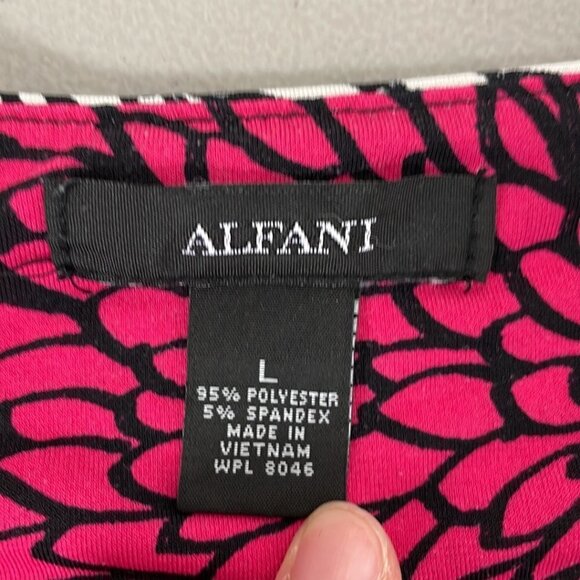 ALFANI
L
95% POLYESTER
5% SPANDEX
MADE IN
VIETNAM
WPL 8046